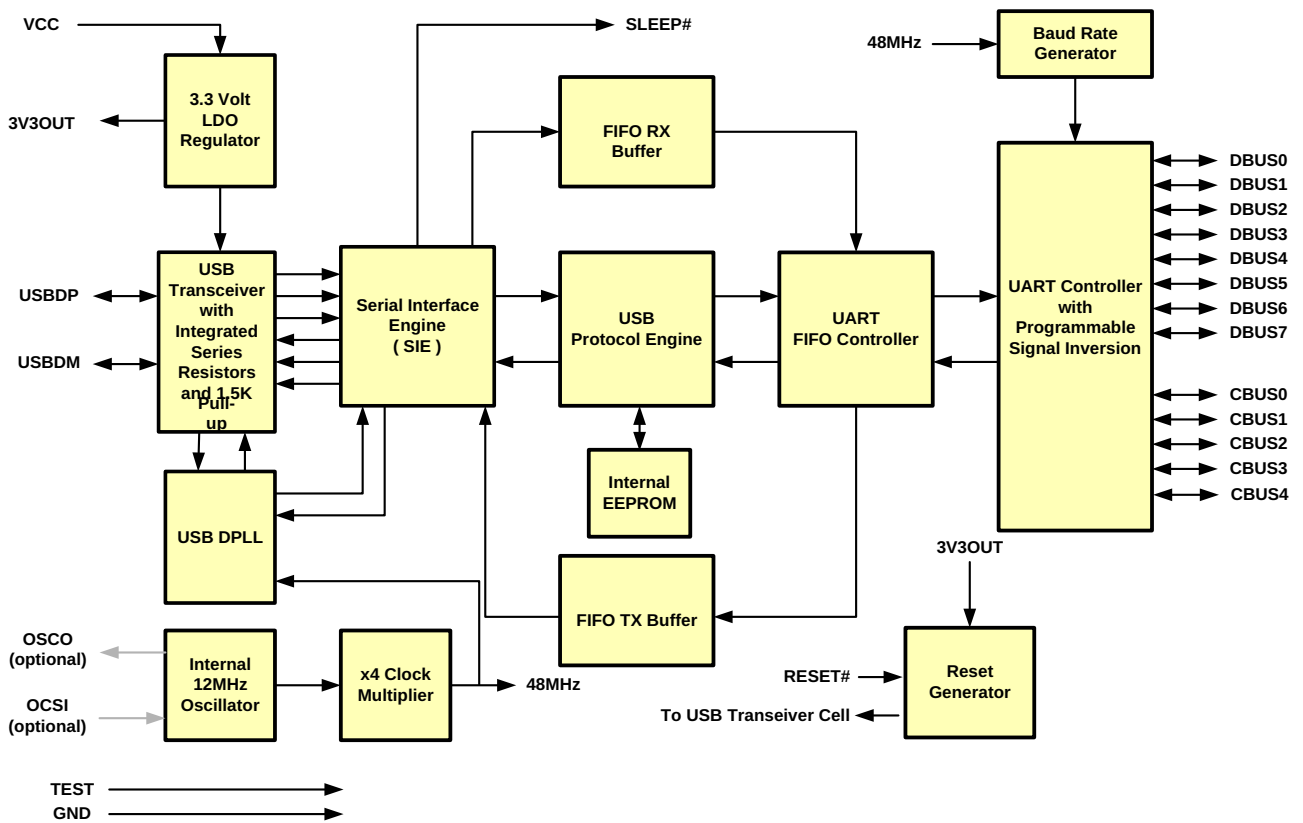 VCC
SLEEP#
48MHz
Baud Rate
Generator
3.3 Volt
LDO
Regulator
3V3OUT
FIFO RX
Buffer
DBUS0
DBUS1
DBUS2
DBUS3
DBUS4
DBUS5
DBUS6
DBUS7
CBUS0
CBUS1
CBUS2
CBUS3
CBUS4
USBDP
USBDM
USB
Transceiver
with
Integrated
Series
Resistors
and 1.5K
Pull-
up
Serial Interface
Engine
( SIE )
USB
Protocol Engine
UART
FIFO Controller
UART Controller
with
Programmable
Signal Inversion
Internal
EEPROM
USB DPLL
3V3OUT
FIFO TX Buffer
OSCO
(optional)
OCSI
(optional)
Internal
12MHz
Oscillator
x4 Clock
Multiplier
48MHz
RESET#
Reset
Generator
To USB Transeiver Cell
TEST
GND